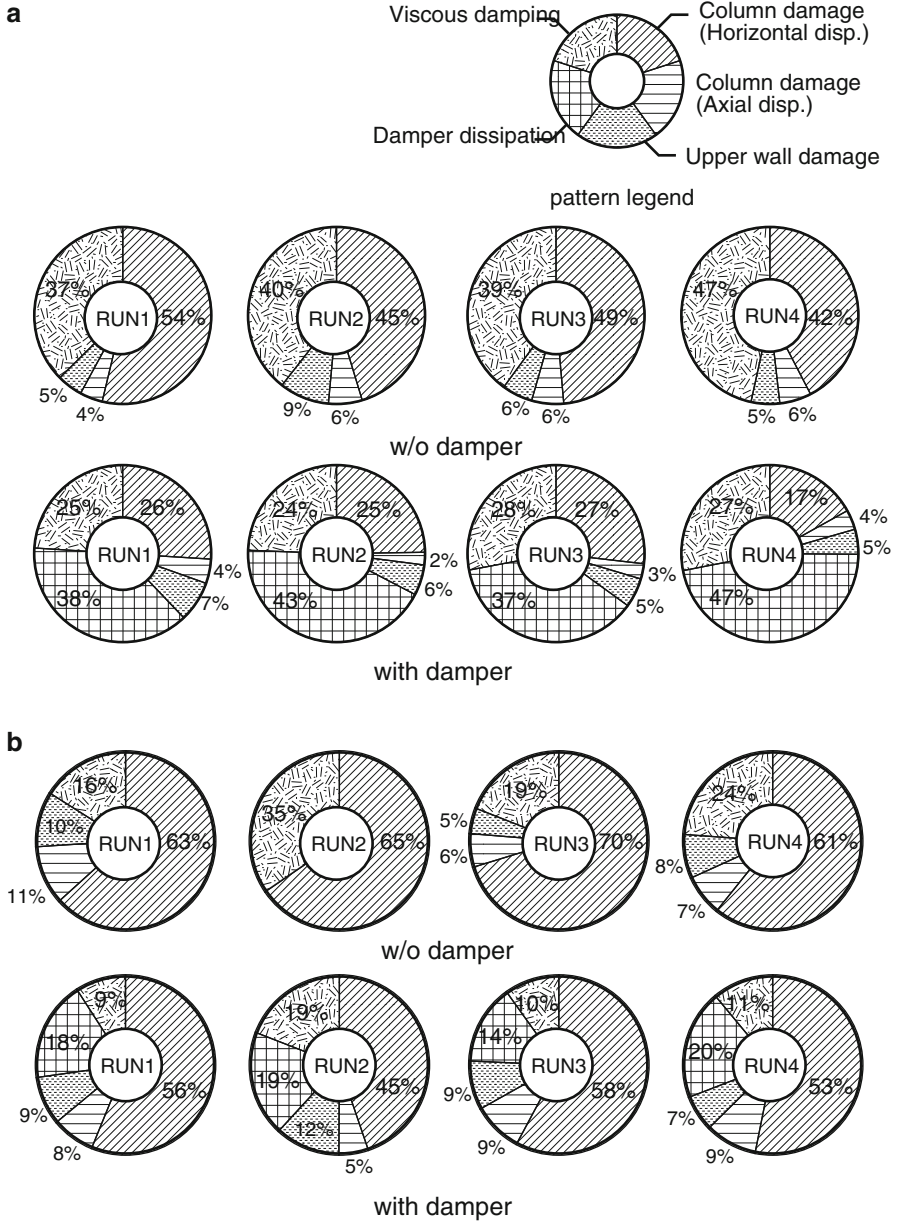 a
Viscous damping
Column damage
(Horizontal disp.)
Column damage
(Axial disp.)
Damper dissipation
Upper wall damage
pattern legend
37%
RUN1
54%
5%
4%
40%
RUN2
45%
9%
6%
39%
RUN3
49%
6%
6%
47%
RUN4
42%
5%
6%
w/o damper
25%
26%
RUN1
4%
38%
7%
24%
25%
RUN2
2%
43%
6%
28%
27%
RUN3
3%
37%
5%
27%
17%
4%
RUN4
5%
47%
with damper
b
16%
10%
RUN1
63%
11%
35%
RUN2
65%
19%
5%
RUN3
70%
6%
24%
RUN4
61%
8%
7%
w/o damper
9%
18%
RUN1
56%
9%
8%
19%
RUN2
19%
45%
12%
5%
10%
14%
RUN3
58%
9%
9%
11%
20%
RUN4
53%
7%
9%
with damper